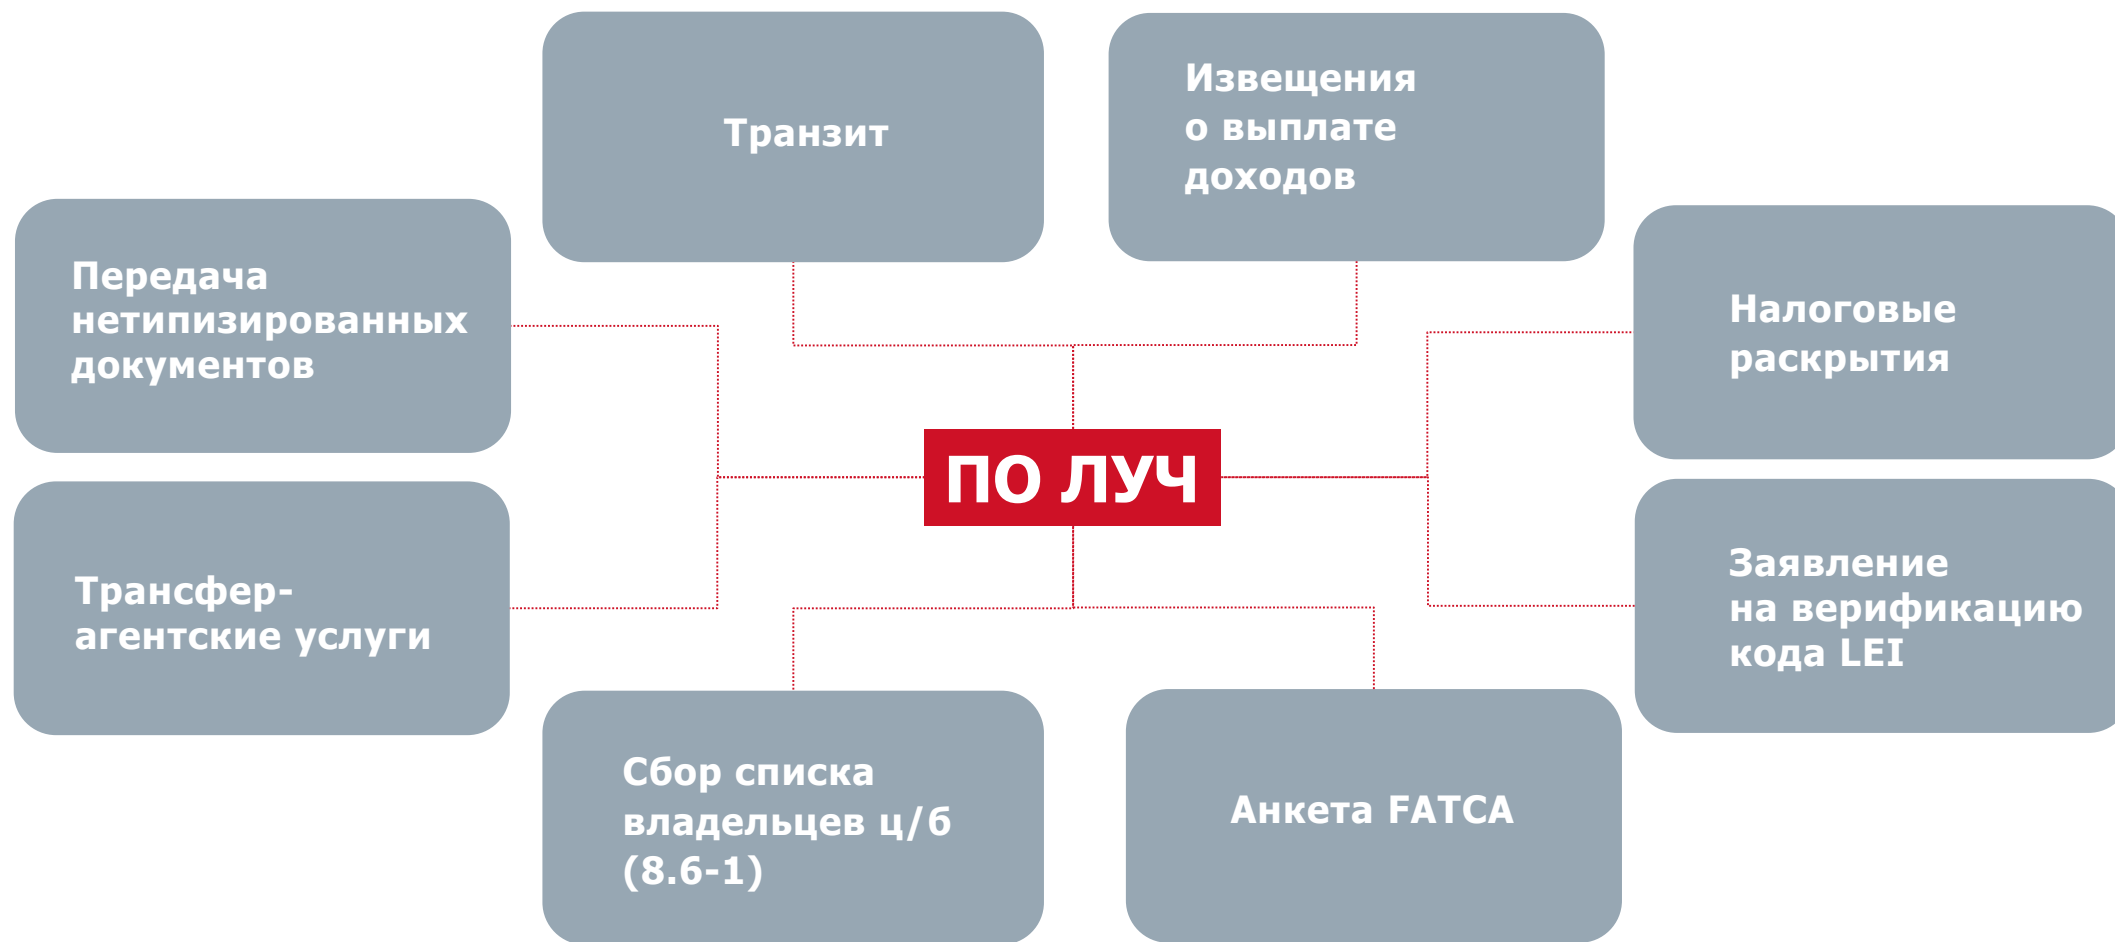 Транзит
Извещения
о выплате
доходов
Передача
нетипизированных
документов
Налоговые
раскрытия
ПО ЛУЧ
Трансфер-
агентские услуги
Заявление
на верификацию
кода LEI
Сбор списка
владельцев ц/б
(8.6-1)
Анкета FATCA